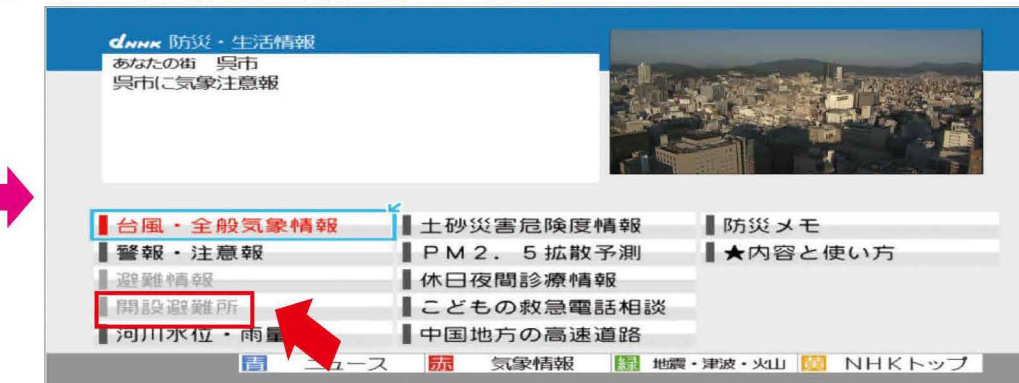 dNHK 防災・生活情報
あなたの街 呉市
呉市に気象注意報
台風・全般気象情報
警報・注意報
避難情報
開設避難所
河川水位・雨量
土砂災害危険度情報
PM2.5拡散予測
休日夜間診療情報
こどもの救急電話相談
中国地方の高速道路
防災メモ
★内容と使い方
青 ニュース 赤 気象情報 緑 地震・津波・火山 黄 NHKトップ